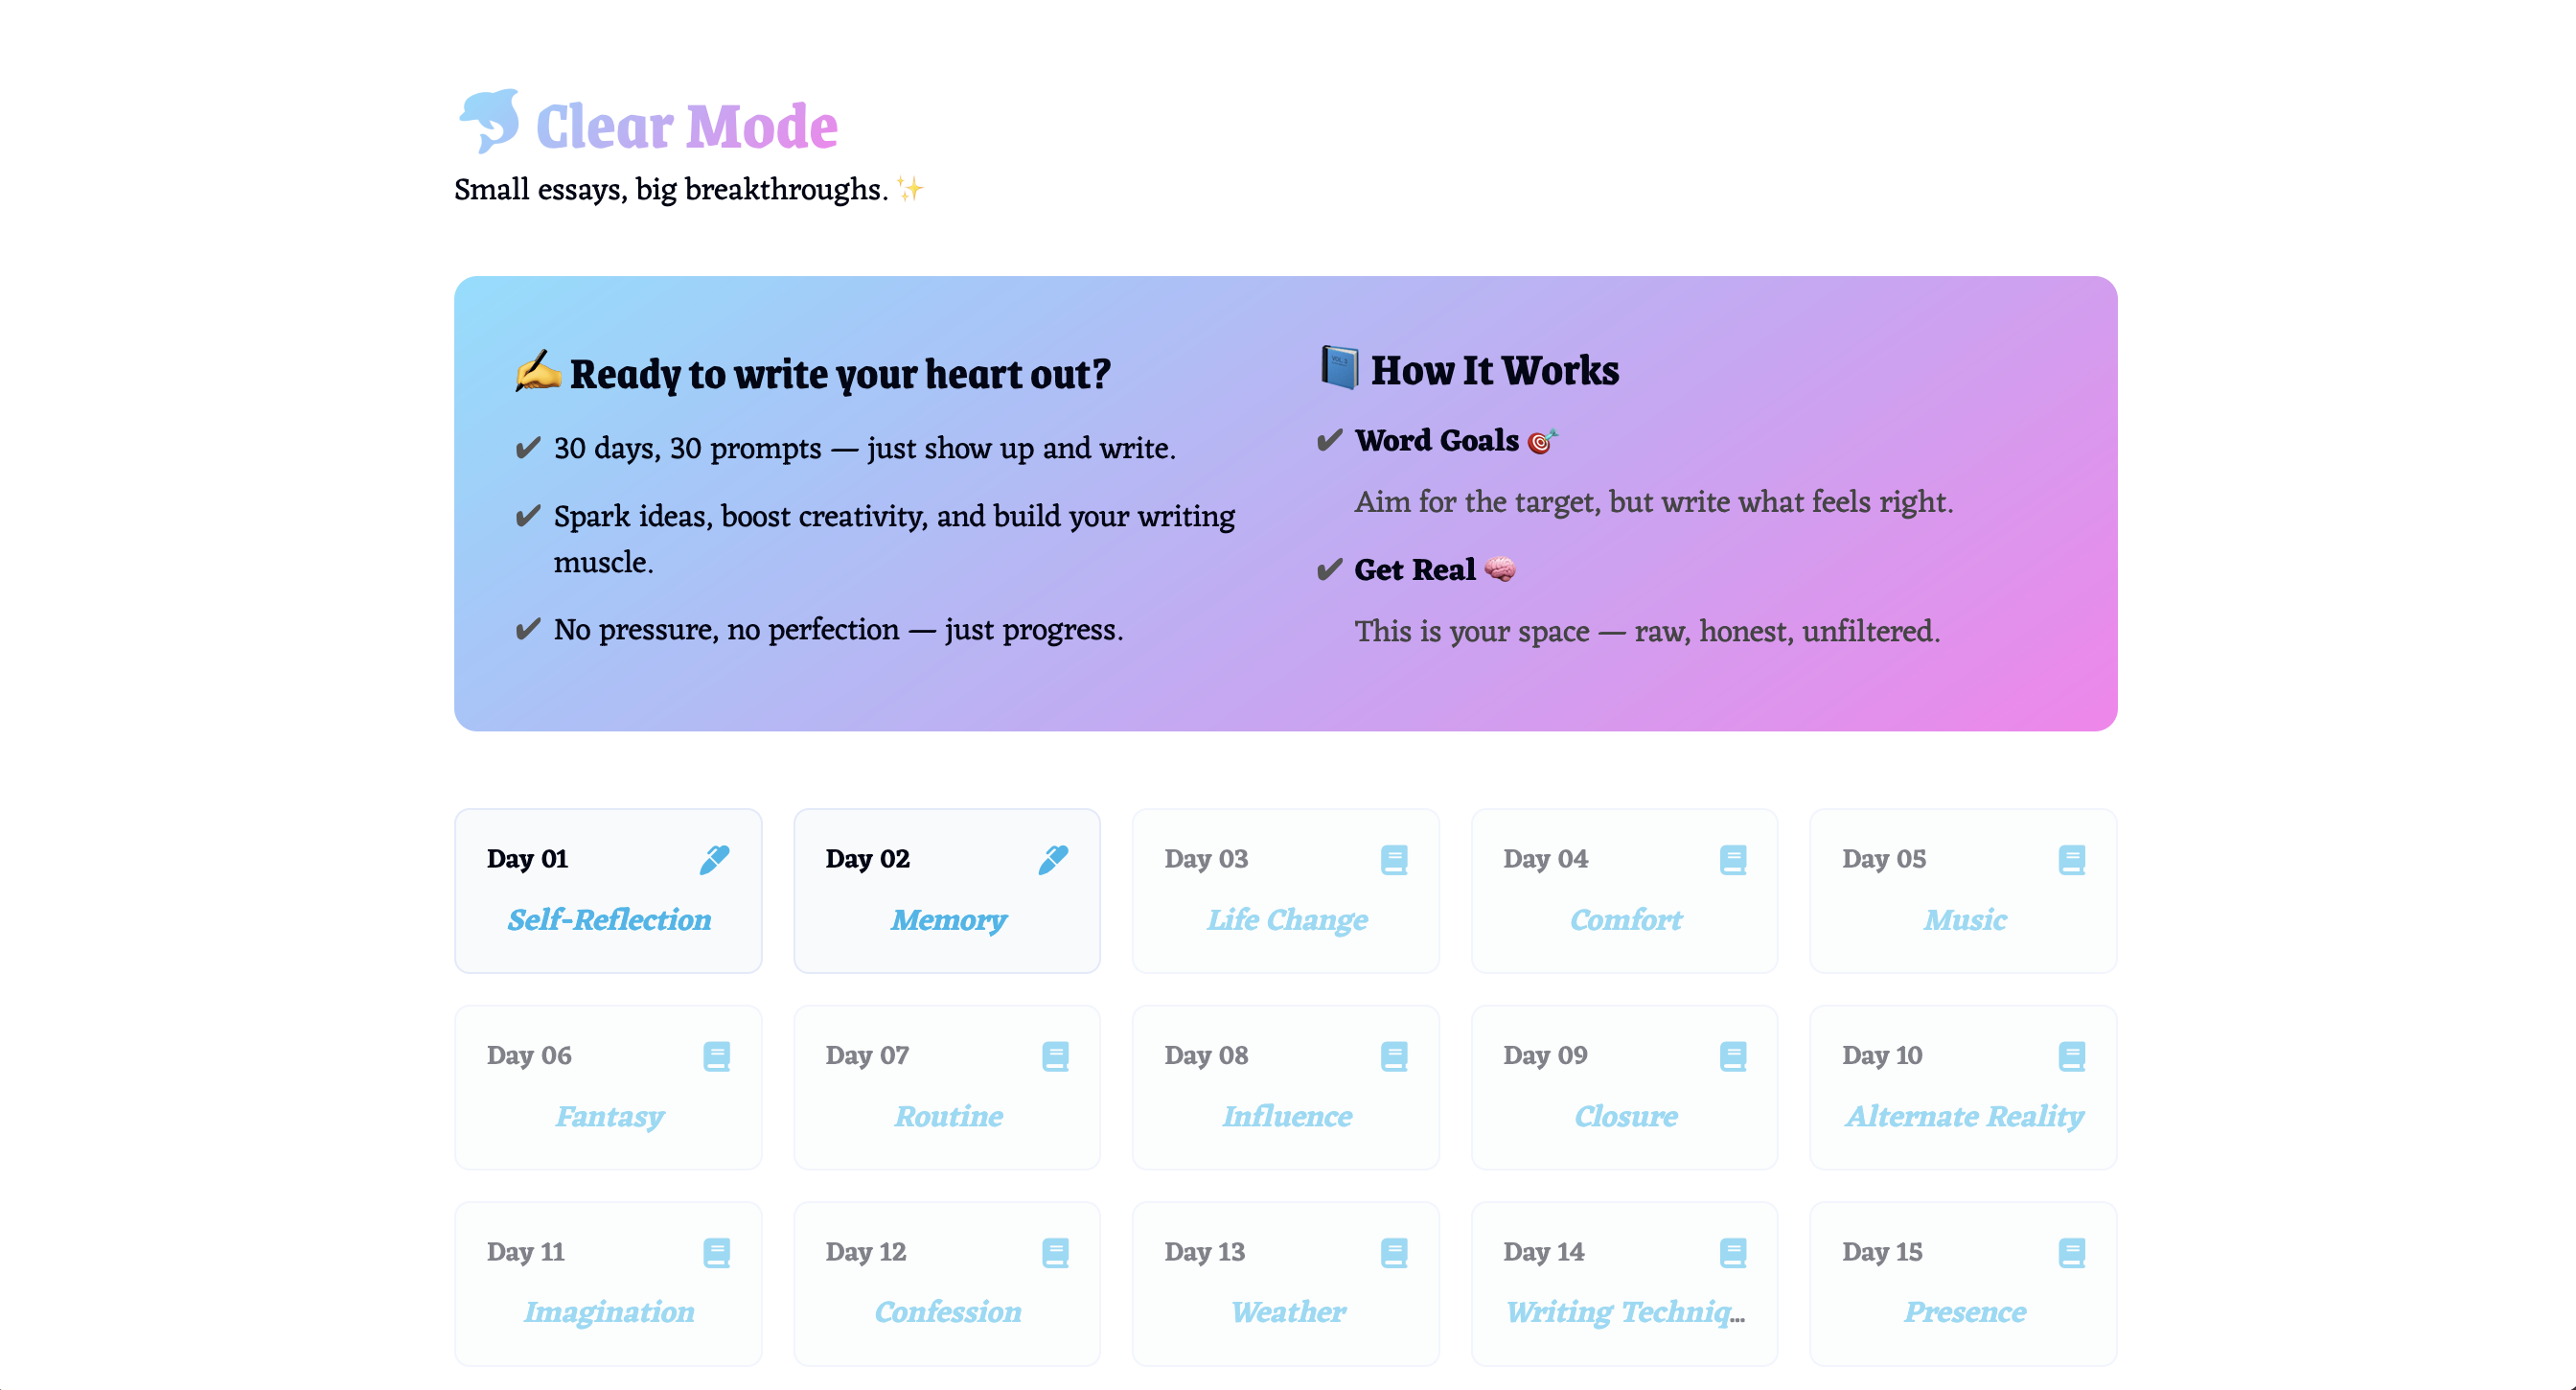 Clear Mode
Small essays, big breakthroughs. ✨
✍️ Ready to write your heart out?
✔ 30 days, 30 prompts — just show up and write.
✔ Spark ideas, boost creativity, and build your writing
muscle.
✔ No pressure, no perfection — just progress.
📘 How It Works
✔ Word Goals 🎯
Aim for the target, but write what feels right.
✔ Get Real 🧠
This is your space — raw, honest, unfiltered.
Day 01
Self-Reflection
Day 02
Memory
Day 03
Life Change
Day 04
Comfort
Day 05
Music
Day 06
Fantasy
Day 07
Routine
Day 08
Influence
Day 09
Closure
Day 10
Alternate Reality
Day 11
Imagination
Day 12
Confession
Day 13
Weather
Day 14
Writing Techniq...
Day 15
Presence